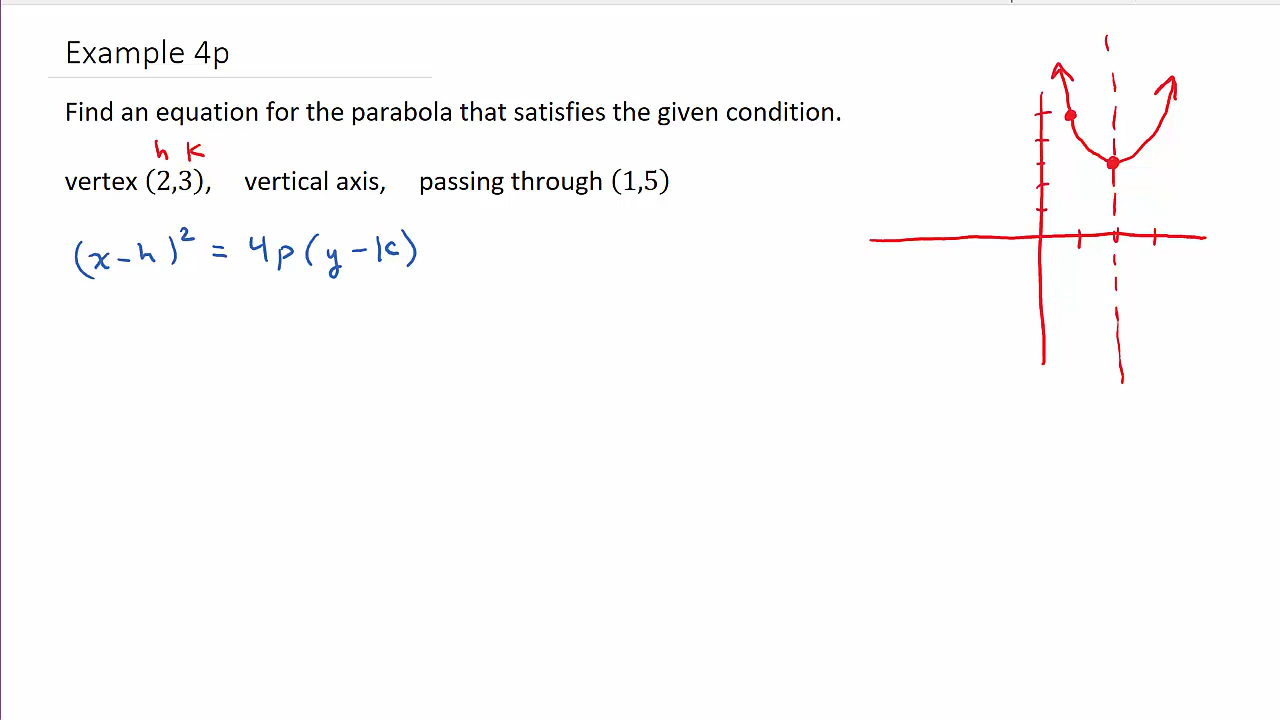 Example 4p
Find an equation for the parabola that satisfies the given condition.
h k
vertex (2,3), vertical axis, passing through (1,5)
(x-h)² = 4p(y-k)